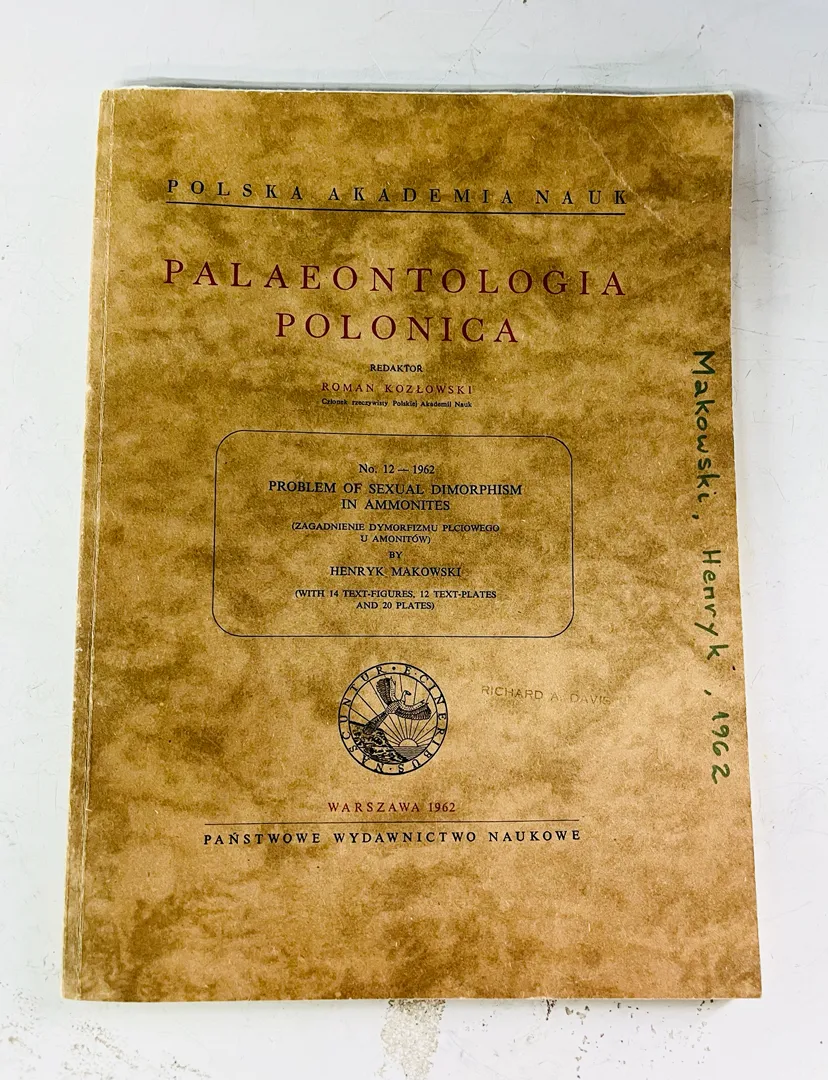 POLSKA AKADEMIA NAUK
PALAEONTOLOGIA
POLONICA
REDAKTOR
ROMAN KOZŁOWSKI
Członek rzeczywisty Polskiej Akademii Nauk
No. 12 — 1962
PROBLEM OF SEXUAL DIMORPHISM
IN AMMONITES
(ZAGADNIENIE DYMORFIZMU PŁCIOWEGO
U AMONITÓW)
BY
HENRYK MAKOWSKI
(WITH 14 TEXT-FIGURES, 12 TEXT-PLATES
AND 20 PLATES)
NASCUNTUR • E • CINERIBUS •
RICHARD A. DAVIS
WARSZAWA 1962
PAŃSTWOWE WYDAWNICTWO NAUKOWE
Makowski, Henryk, 1962